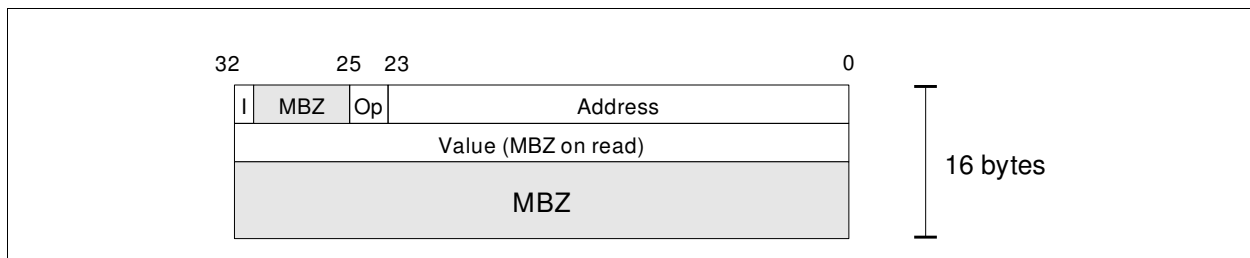 32 25 23 0
I MBZ Op Address
Value (MBZ on read)
16 bytes
MBZ